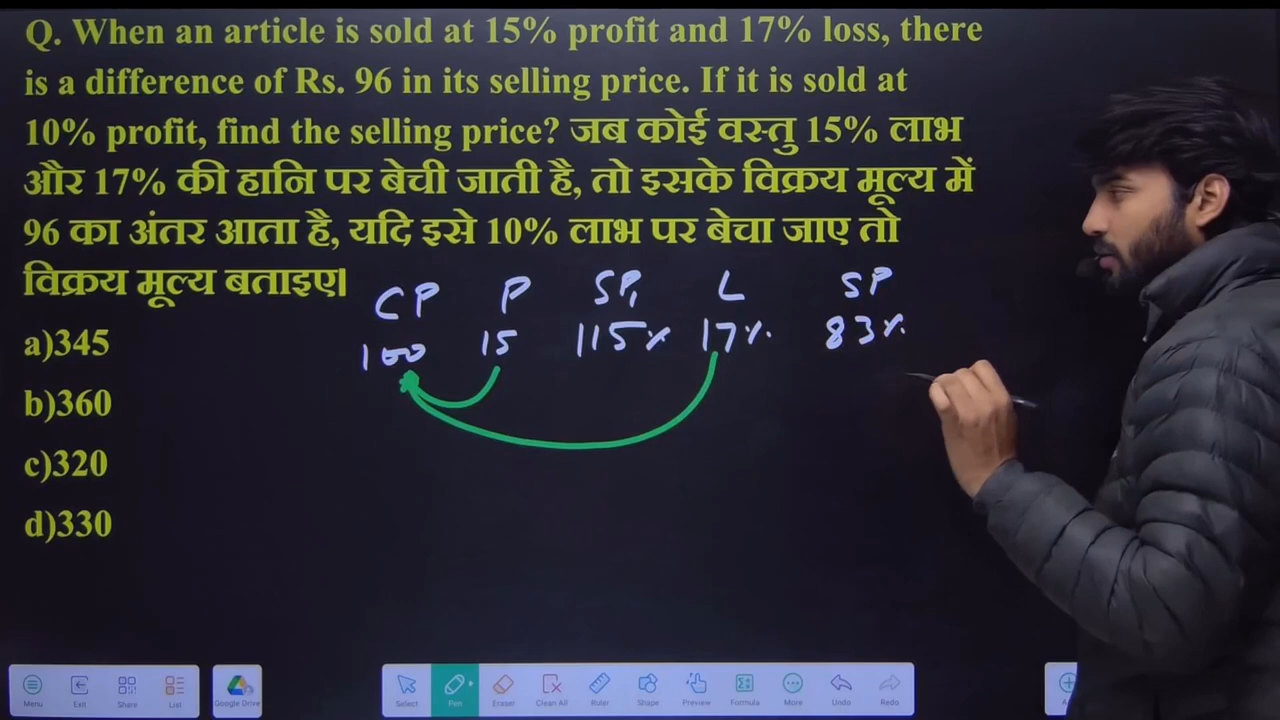 Q. When an article is sold at 15% profit and 17% loss, there
is a difference of Rs. 96 in its selling price. If it is sold at
10% profit, find the selling price? जब कोई वस्तु 15% लाभ
और 17% की हानि पर बेची जाती है, तो इसके विक्रय मूल्य में
96 का अंतर आता है, यदि इसे 10% लाभ पर बेचा जाए तो
विक्रय मूल्य बताइए।
CP P SP₁ L SP
100 15 115% 17% 83%
a)345
b)360
c)320
d)330
Menu Exit Share List Google Drive Select Pen Eraser Clean All Ruler Shape Preview Formula More Undo Redo